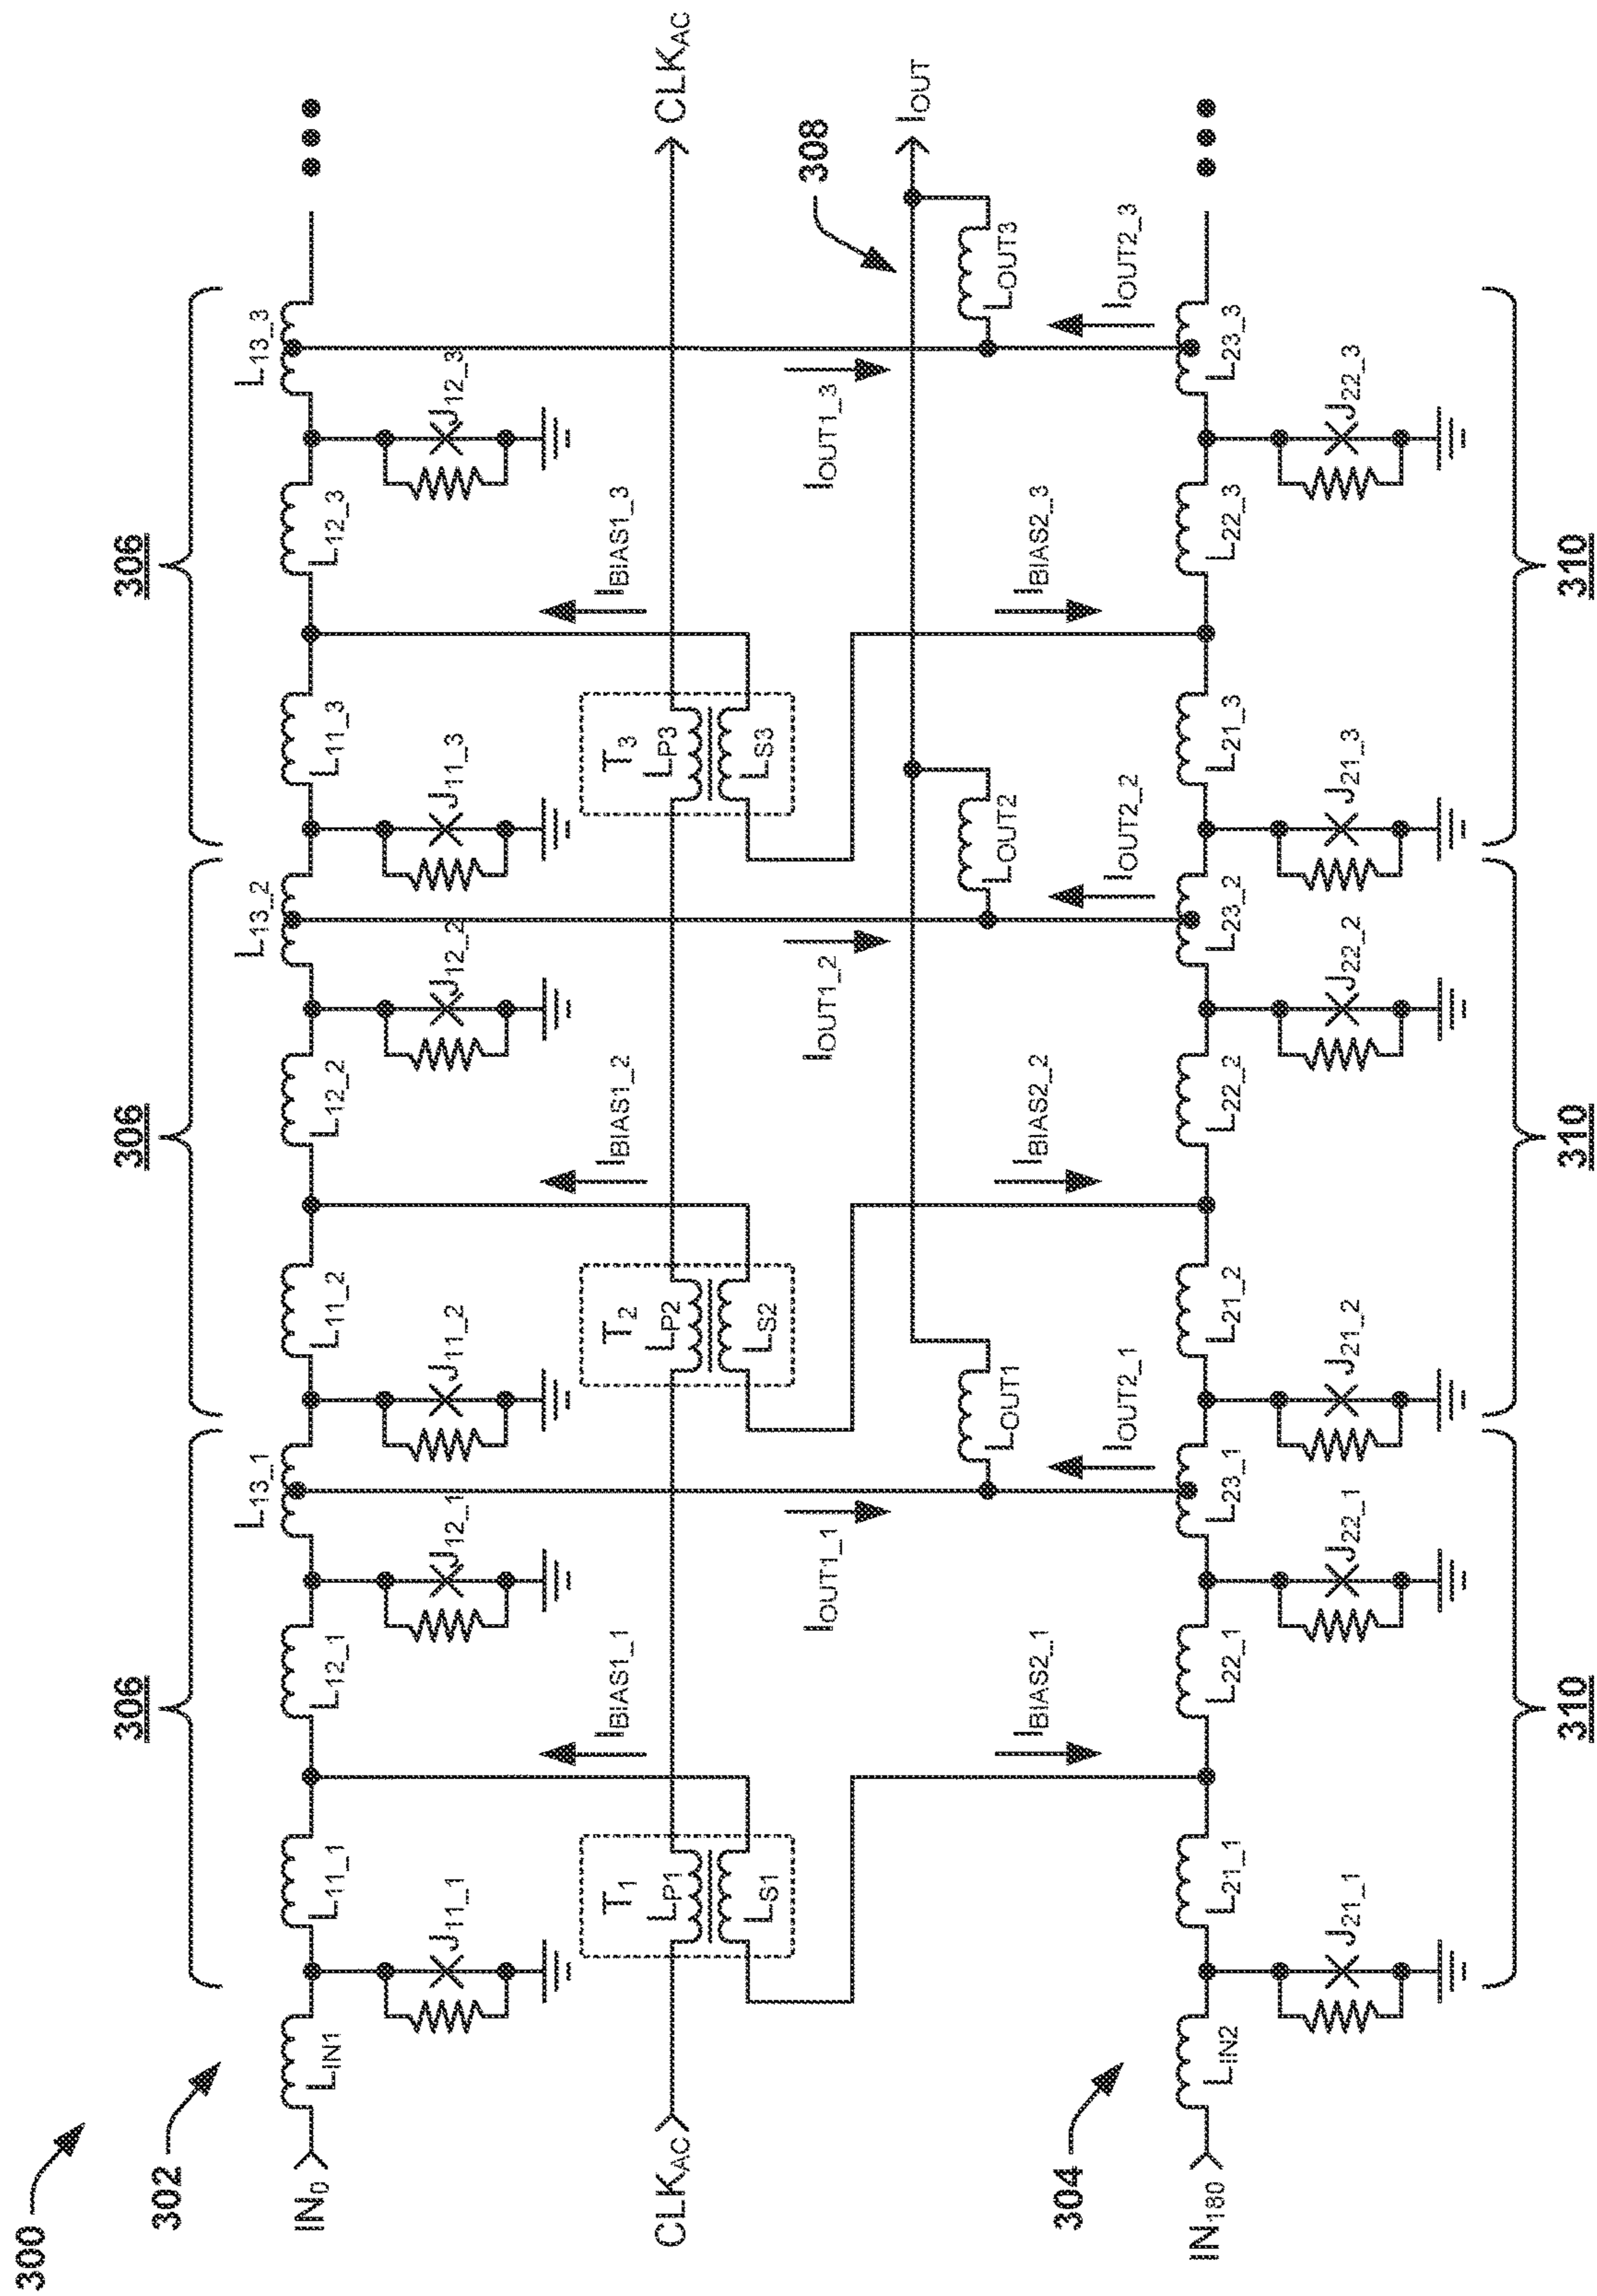 300
302
306
306
306
L13_1
L13_2
L13_3
IN0
LIN1
L11_1
L12_1
L11_2
L12_2
L11_3
L12_3
J11_1
J12_1
J11_2
J12_2
J11_3
J12_3
IBIAS1_1
IBIAS1_2
IBIAS1_3
T1
T2
T3
CLKAC
LP1
LP2
LP3
CLKAC
LS1
LS2
LS3
IOUT1_1
IOUT1_2
IOUT1_3
308
IOUT
LOUT1
LOUT2
LOUT3
IBIAS2_1
IBIAS2_2
IBIAS2_3
IOUT2_1
IOUT2_2
IOUT2_3
304
IN180
LIN2
L21_1
L22_1
L23_1
L21_2
L22_2
L23_2
L21_3
L22_3
L23_3
J21_1
J22_1
J21_2
J22_2
J21_3
J22_3
310
310
310